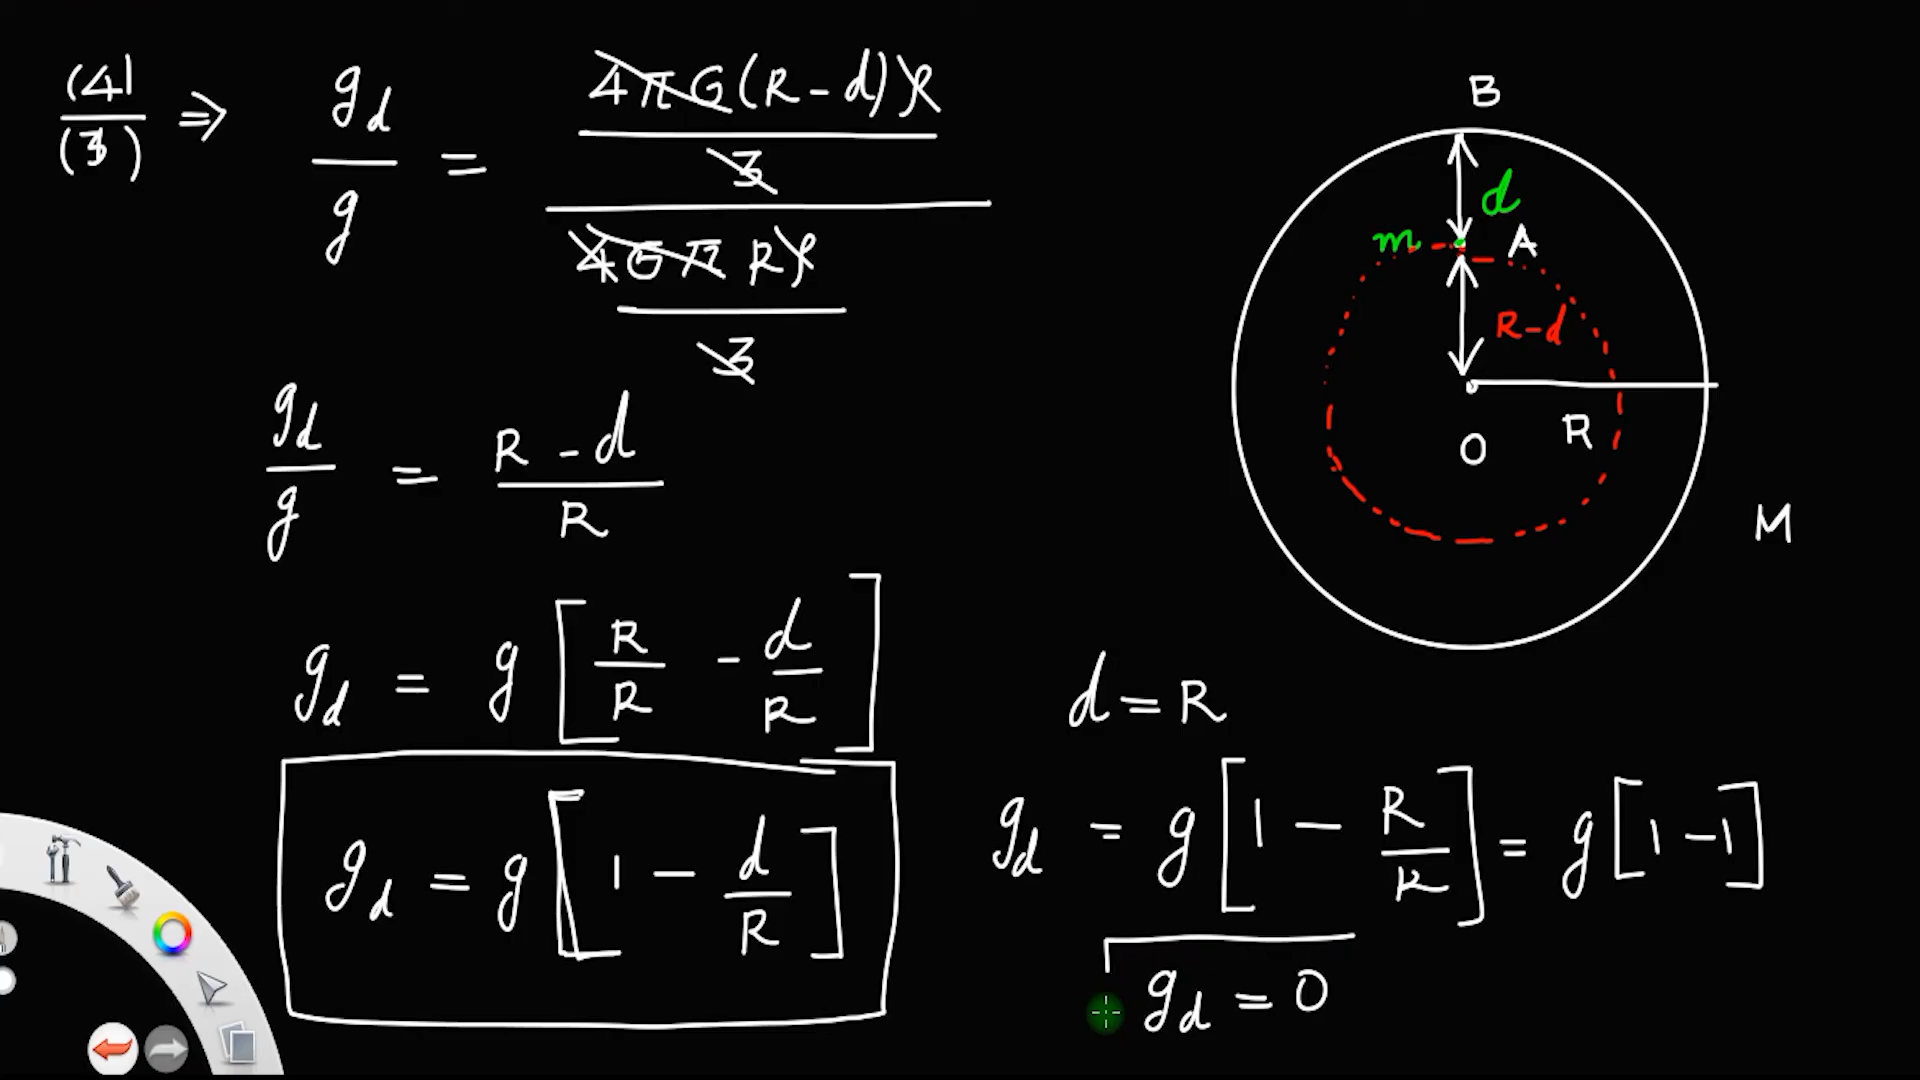 (4)/(3) ⇒ g_d/g = (4πG(R-d)ρ/3)/(4GπRρ/3)
g_d/g = (R-d)/R
g_d = g[R/R - d/R]
g_d = g[1 - d/R]
B
d
m A
R-d
O R
M
d = R
g_d = g[1 - R/R] = g[1-1]
g_d = 0